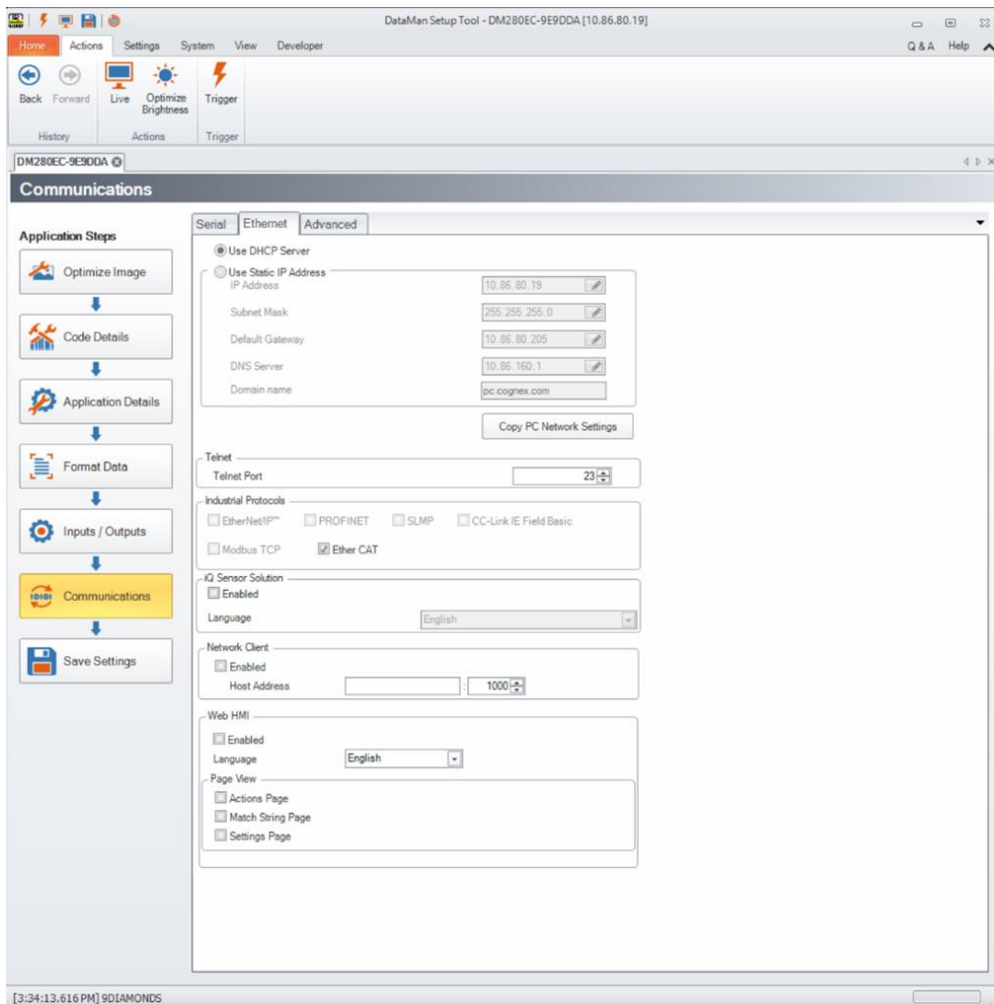 DataMan Setup Tool - DM280EC-9E9DDA [10.86.80.19]
Home Actions Settings System View Developer Q & A Help
Back Forward Live Optimize Brightness Trigger
History Actions Trigger
DM280EC-9E9DDA
Communications
Application Steps
Optimize Image
Code Details
Application Details
Format Data
Inputs / Outputs
Communications
Save Settings
Serial Ethernet Advanced
Use DHCP Server
Use Static IP Address
IP Address 10.86.80.19
Subnet Mask 255.255.255.0
Default Gateway 10.86.80.205
DNS Server 10.86.160.1
Domain name pc.cognex.com
Copy PC Network Settings
Telnet
Telnet Port 23
Industrial Protocols
EtherNet/IP™ PROFINET SLMP CC-Link IE Field Basic
Modbus TCP Ether CAT
iQ Sensor Solution
Enabled
Language English
Network Client
Enabled
Host Address : 1000
Web HMI
Enabled
Language English
Page View
Actions Page
Match String Page
Settings Page
[3:34:13.616 PM] 9DIAMONDS